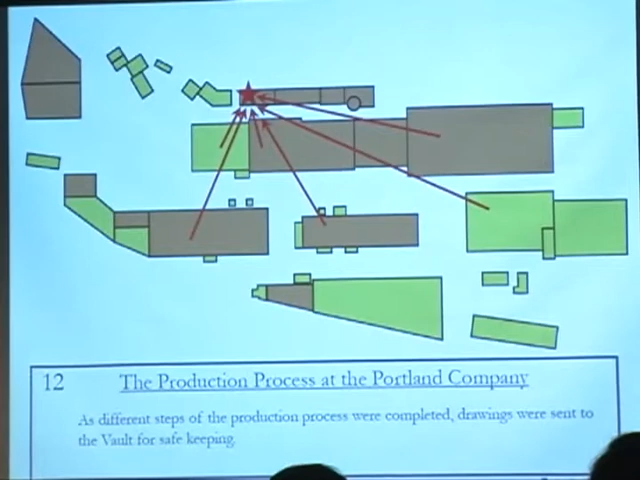 12
The Production Process at the Portland Company
As different steps of the production process were completed, drawings were sent to
the Vault for safe keeping.